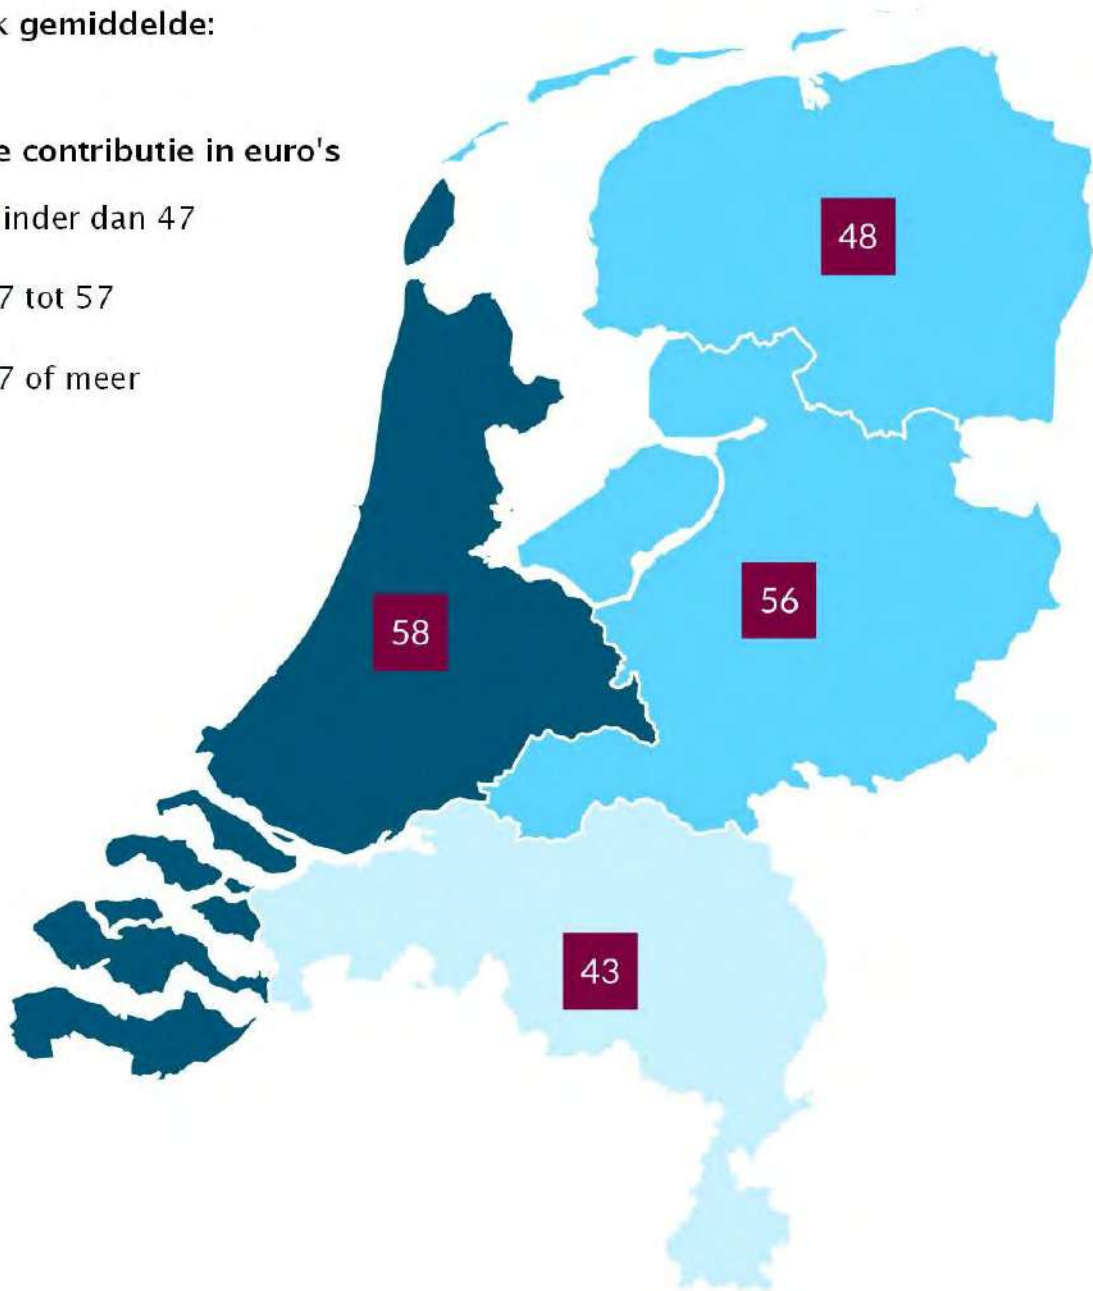 k gemiddelde:
e contributie in euro's
inder dan 47
7 tot 57
7 of meer
48
56
58
43